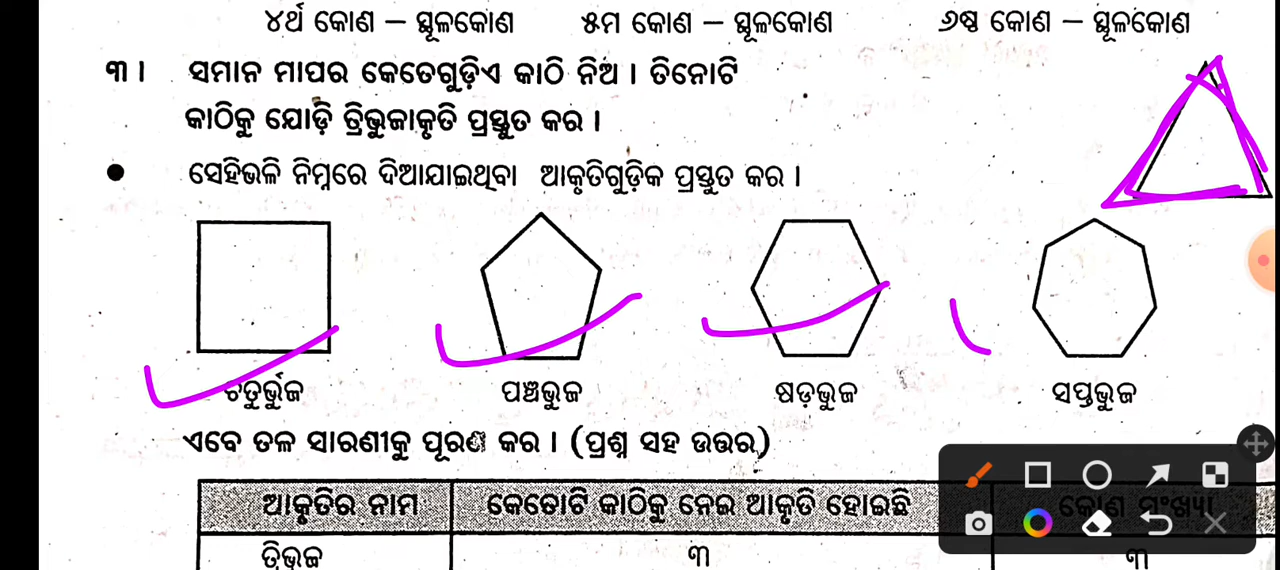 ୪ର୍ଥ କୋଣ – ସ୍ଥୂଳକୋଣ ୫ମ କୋଣ – ସ୍ଥୂଳକୋଣ ୬ଷ୍ଠ କୋଣ – ସ୍ଥୂଳକୋଣ
୩। ସମାନ ମାପର କେତେଗୁଡ଼ିଏ କାଠି ନିଅ । ତିନୋଟି
କାଠିକୁ ଯୋଡ଼ି ତ୍ରିଭୁଜାକୃତି ପ୍ରସ୍ତୁତ କର ।
● ସେହିଭଳି ନିମ୍ନରେ ଦିଆଯାଇଥିବା ଆକୃତିଗୁଡ଼ିକ ପ୍ରସ୍ତୁତ କର ।
ଚତୁର୍ଭୁଜ ପଞ୍ଚଭୁଜ ଷଡ଼ଭୁଜ ସପ୍ତଭୁଜ
ଏବେ ତଳ ସାରଣୀକୁ ପୂରଣ କର । (ପ୍ରଶ୍ନ ସହ ଉତ୍ତର)
ଆକୃତିର ନାମ କେତୋଟି କାଠିକୁ ନେଇ ଆକୃତି ହୋଇଛି କୋଣ ସଂଖ୍ୟା
ତ୍ରିଭୁଜ ୩ ୩